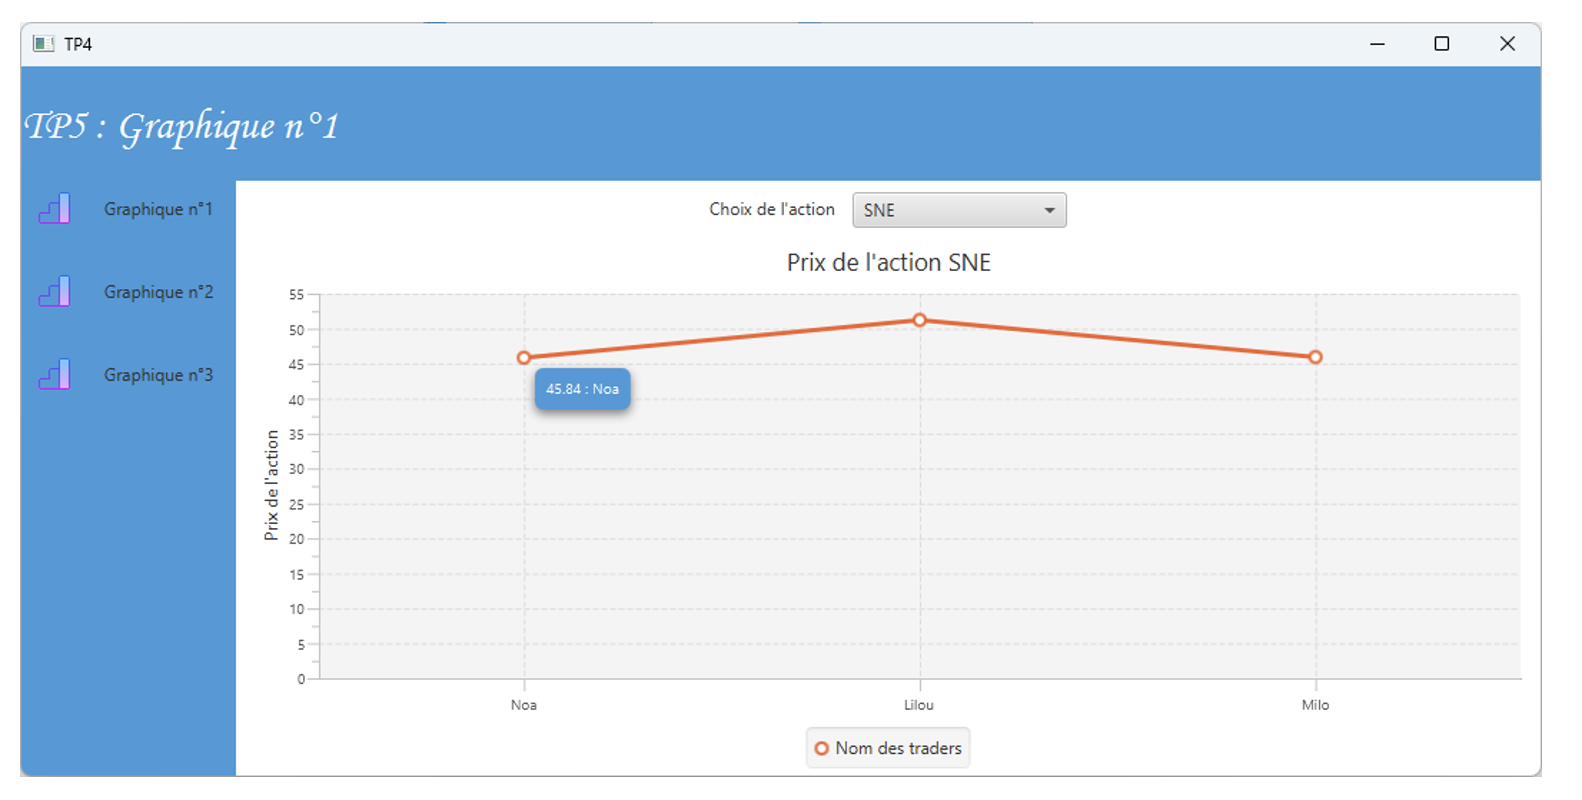 TP4
TP5 : Graphique n°1
Graphique n°1
Graphique n°2
Graphique n°3
Choix de l'action SNE
Prix de l'action SNE
55
50
45
40
35
30
25
20
15
10
5
0
Prix de l'action
45.84 : Noa
Noa Lilou Milo
Nom des traders